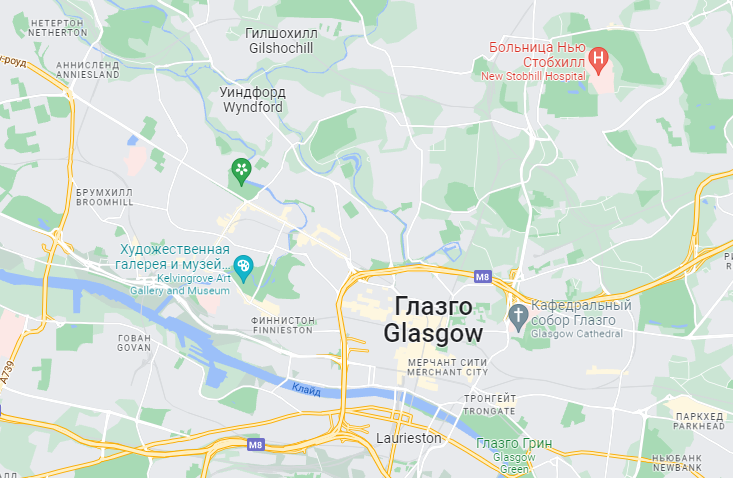 НЕТЕРТОН
NETHERTON
Гилшохилл
Gilshochill
Больница Нью
Стобхилл
New Stobhill Hospital
H
-роуд
АННИСЛЕНД
ANNIESLAND
Уиндфорд
Wyndford
БРУМХИЛЛ
BROOMHILL
Художественная
галерея и музей...
Kelvingrove Art
Gallery and Museum
M8
Глазго
Glasgow
Кафедральный
собор Глазго
Glasgow Cathedral
ФИННИСТОН
FINNIESTON
ГОВАН
GOVAN
МЕРЧАНТ СИТИ
MERCHANT CITY
A739
Клайд
ТРОНГЕЙТ
TRONGATE
ПАРКХЕД
PARKHEAD
M8
Laurieston
Глазго Грин
Glasgow
Green
НЬЮБАНК
NEWBANK